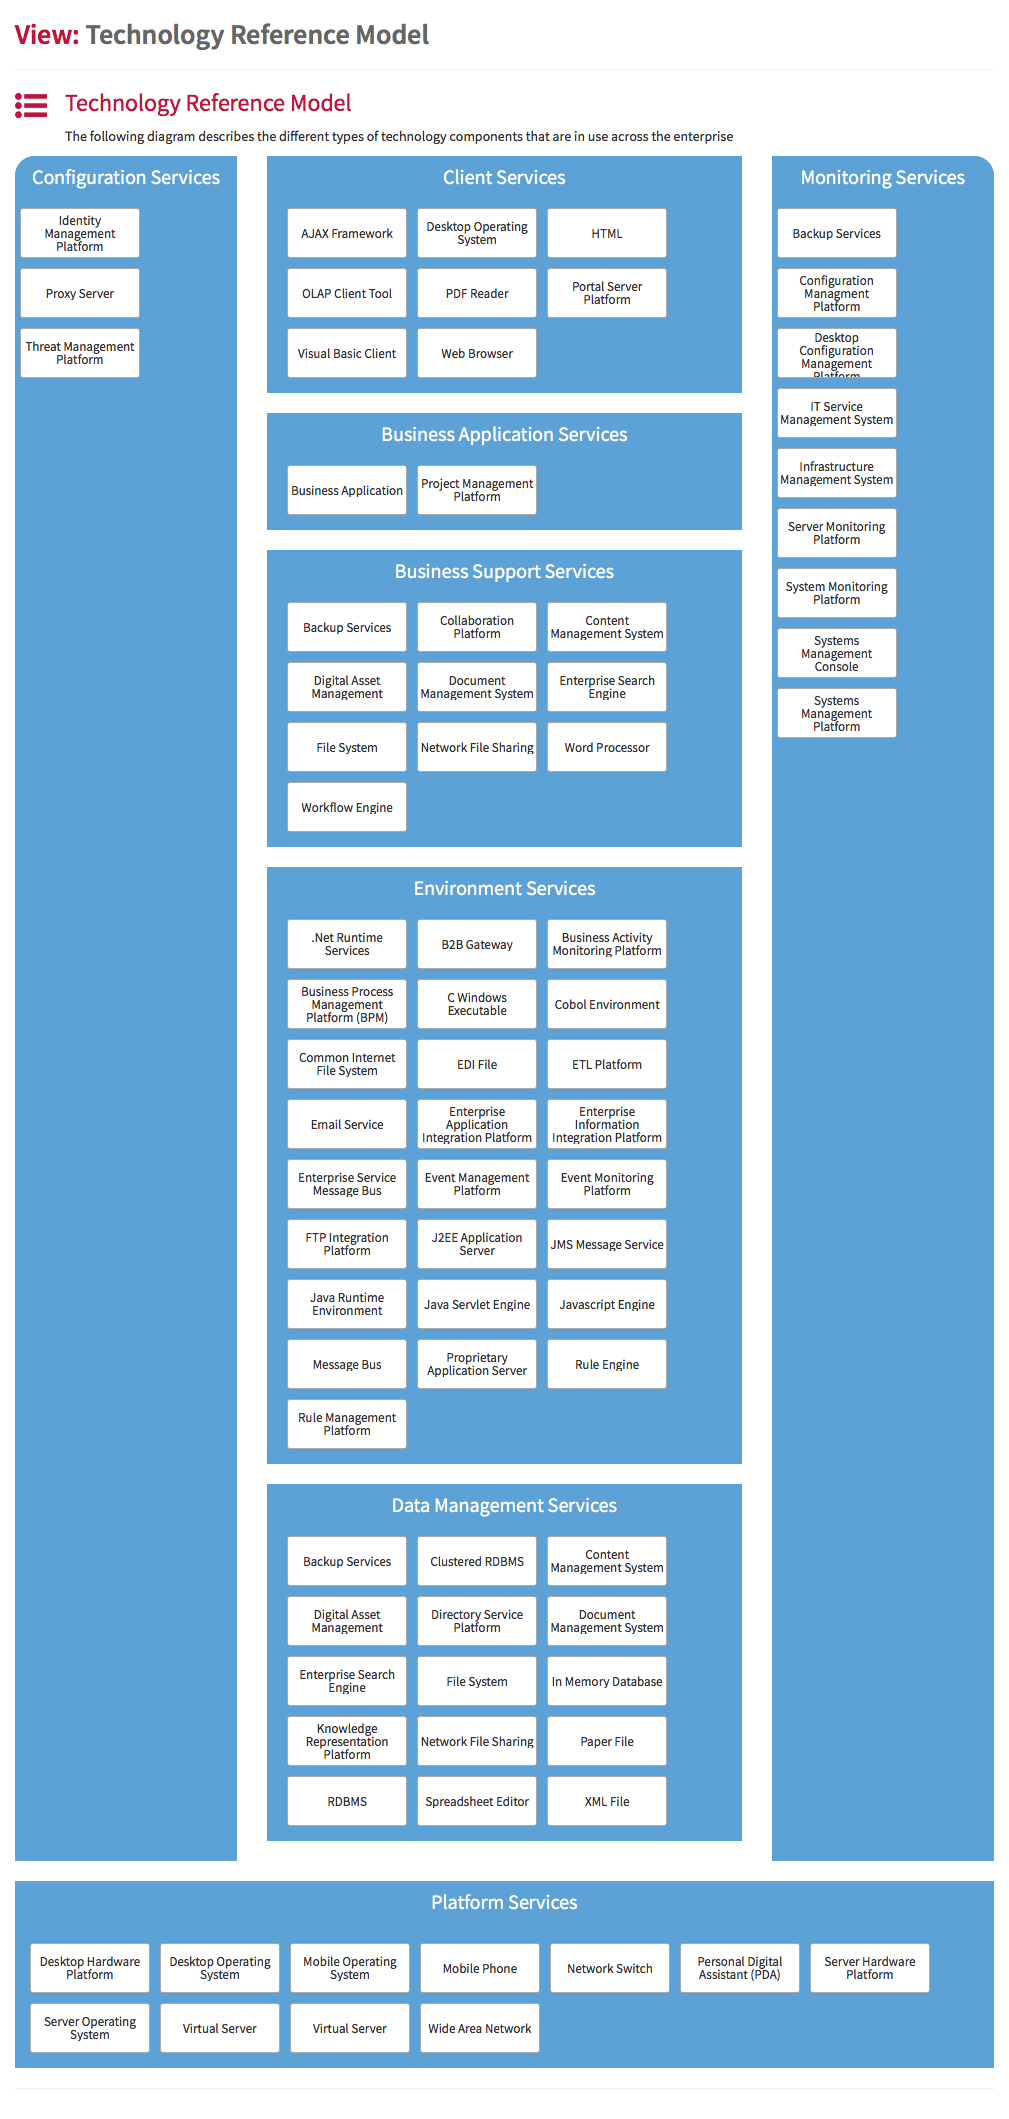 View: Technology Reference Model
Technology Reference Model
The following diagram describes the different types of technology components that are in use across the enterprise
Configuration Services
Identity
Management
Platform
Proxy Server
Threat Management
Platform
Client Services
AJAX Framework
Desktop Operating
System
HTML
OLAP Client Tool
PDF Reader
Portal Server
Platform
Visual Basic Client
Web Browser
Business Application Services
Business Application
Project Management
Platform
Business Support Services
Backup Services
Collaboration
Platform
Content
Management System
Digital Asset
Management
Document
Management System
Enterprise Search
Engine
File System
Network File Sharing
Word Processor
Workflow Engine
Environment Services
.Net Runtime
Services
B2B Gateway
Business Activity
Monitoring Platform
Business Process
Management
Platform (BPM)
C Windows
Executable
Cobol Environment
Common Internet
File System
EDI File
ETL Platform
Email Service
Enterprise
Application
Integration Platform
Enterprise
Information
Integration Platform
Enterprise Service
Message Bus
Event Management
Platform
Event Monitoring
Platform
FTP Integration
Platform
J2EE Application
Server
JMS Message Service
Java Runtime
Environment
Java Servlet Engine
Javascript Engine
Message Bus
Proprietary
Application Server
Rule Engine
Rule Management
Platform
Data Management Services
Backup Services
Clustered RDBMS
Content
Management System
Digital Asset
Management
Directory Service
Platform
Document
Management System
Enterprise Search
Engine
File System
In Memory Database
Knowledge
Representation
Platform
Network File Sharing
Paper File
RDBMS
Spreadsheet Editor
XML File
Monitoring Services
Backup Services
Configuration
Managment
Platform
Desktop
Configuration
Management
Platform
IT Service
Management System
Infrastructure
Management System
Server Monitoring
Platform
System Monitoring
Platform
Systems
Management
Console
Systems
Management
Platform
Platform Services
Desktop Hardware
Platform
Desktop Operating
System
Mobile Operating
System
Mobile Phone
Network Switch
Personal Digital
Assistant (PDA)
Server Hardware
Platform
Server Operating
System
Virtual Server
Virtual Server
Wide Area Network